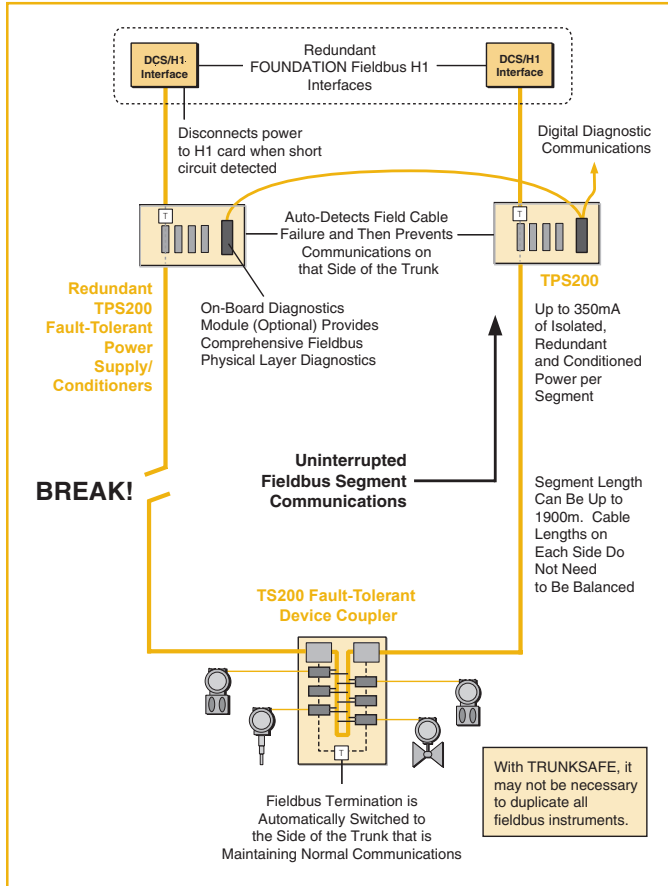 DCS/H1
Interface
Redundant
FOUNDATION Fieldbus H1
Interfaces
DCS/H1
Interface
Disconnects power
to H1 card when short
circuit detected
Digital Diagnostic
Communications
T
T
Auto-Detects Field Cable
Failure and Then Prevents
Communications on
that Side of the Trunk
Redundant
TPS200
Fault-Tolerant
Power
Supply/
Conditioners
On-Board Diagnostics
Module (Optional) Provides
Comprehensive Fieldbus
Physical Layer Diagnostics
TPS200
Up to 350mA
of Isolated,
Redundant
and Conditioned
Power per
Segment
BREAK!
Uninterrupted
Fieldbus Segment
Communications
Segment Length
Can Be Up to
1900m. Cable
Lengths on
Each Side Do
Not Need
to Be Balanced
TS200 Fault-Tolerant
Device Coupler
T
Fieldbus Termination is
Automatically Switched to
the Side of the Trunk that is
Maintaining Normal Communications
With TRUNKSAFE, it
may not be necessary
to duplicate all
fieldbus instruments.